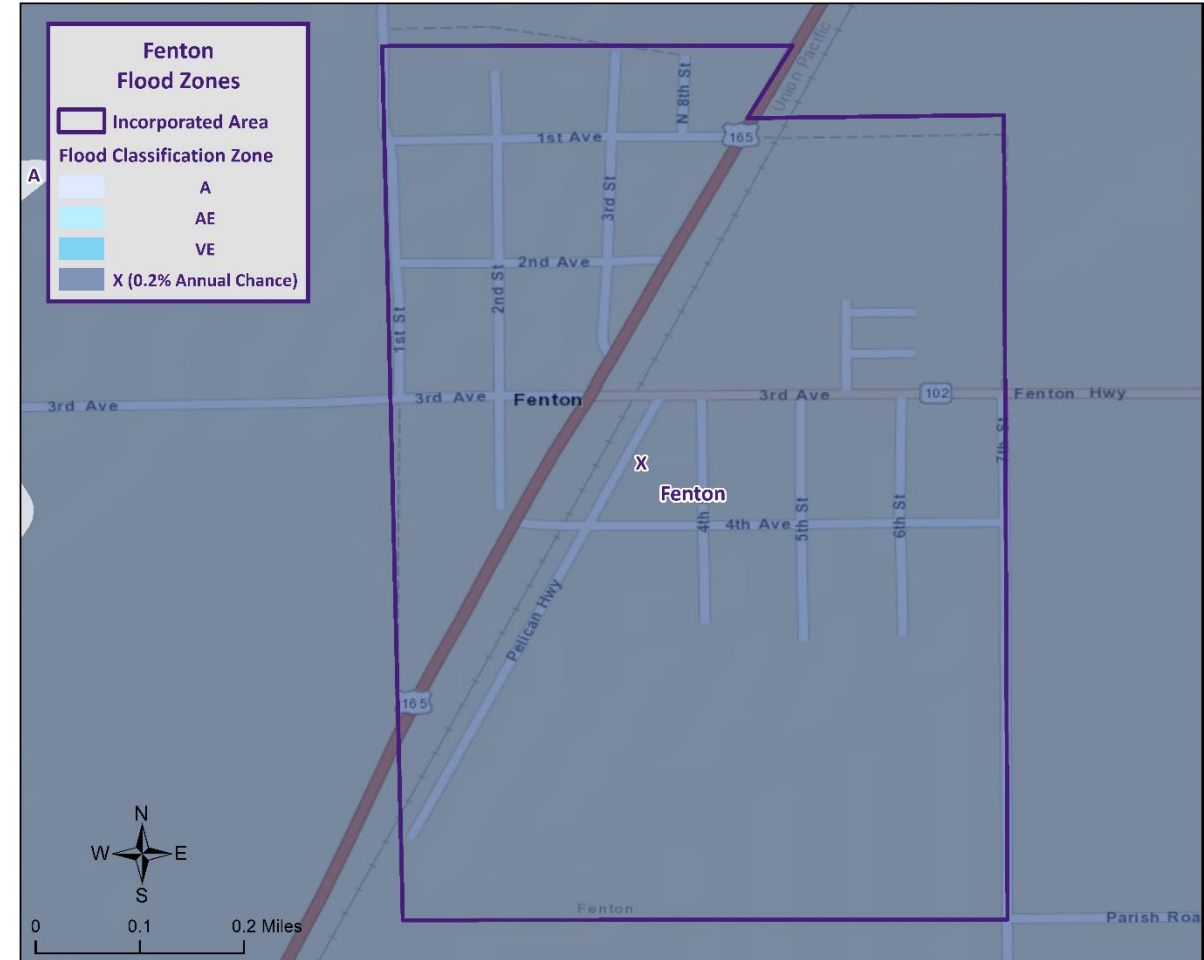 Fenton
Flood Zones
Incorporated Area
Flood Classification Zone
A
AE
VE
X (0.2% Annual Chance)
A
Union Pacific
N 8th St
1st Ave
165
3rd St
2nd Ave
2nd St
1st St
3rd Ave
3rd Ave
Fenton
3rd Ave
102
Fenton Hwy
7th St
X
Fenton
4th
4th Ave
5th St
6th St
Pelican Hwy
165
N
W
E
S
0
0.1
0.2 Miles
Fenton
Parish Roa